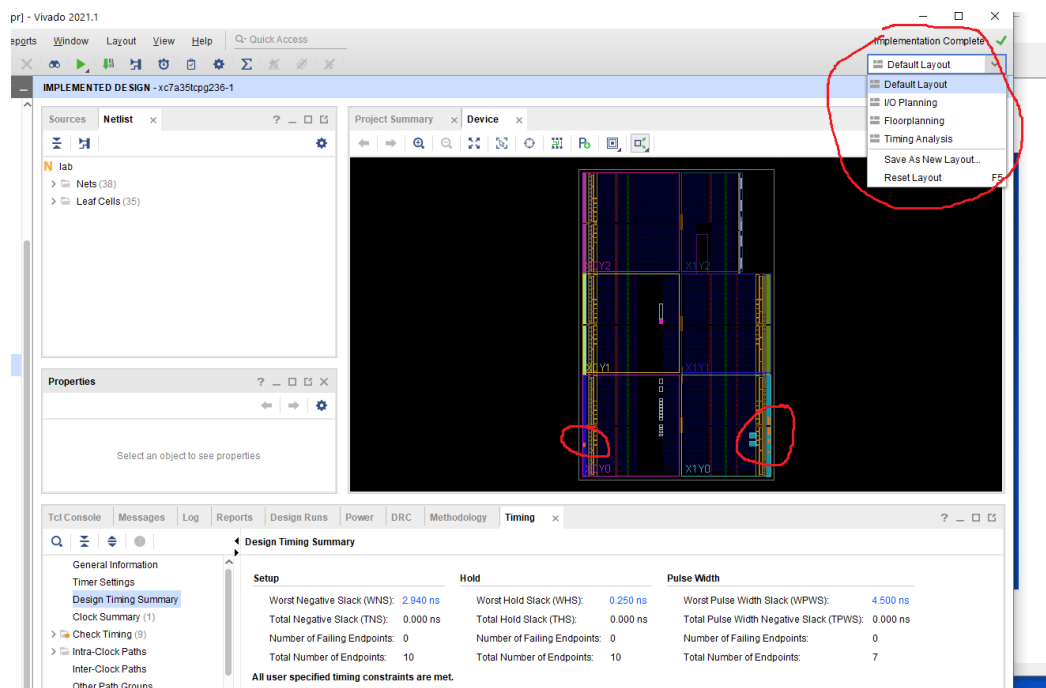 pr] - Vivado 2021.1
eports Window Layout View Help Q- Quick Access Implementation Complete
Default Layout
IMPLEMENTED DESIGN - xc7a35tcpg236-1
Default Layout
I/O Planning
Floorplanning
Timing Analysis
Save As New Layout...
Reset Layout F5
Sources Netlist
Project Summary Device
N lab
Nets (38)
Leaf Cells (35)
X0Y2 X1Y2
X0Y1 X1Y1
X0Y0 X1Y0
Properties
Select an object to see properties
Tcl Console Messages Log Reports Design Runs Power DRC Methodology Timing
Design Timing Summary
General Information
Timer Settings
Design Timing Summary
Clock Summary (1)
Check Timing (9)
Intra-Clock Paths
Inter-Clock Paths
Other Path Groups
Setup Hold Pulse Width
Worst Negative Slack (WNS): 2.940 ns Worst Hold Slack (WHS): 0.250 ns Worst Pulse Width Slack (WPWS): 4.500 ns
Total Negative Slack (TNS): 0.000 ns Total Hold Slack (THS): 0.000 ns Total Pulse Width Negative Slack (TPWS): 0.000 ns
Number of Failing Endpoints: 0 Number of Failing Endpoints: 0 Number of Failing Endpoints: 0
Total Number of Endpoints: 10 Total Number of Endpoints: 10 Total Number of Endpoints: 7
All user specified timing constraints are met.